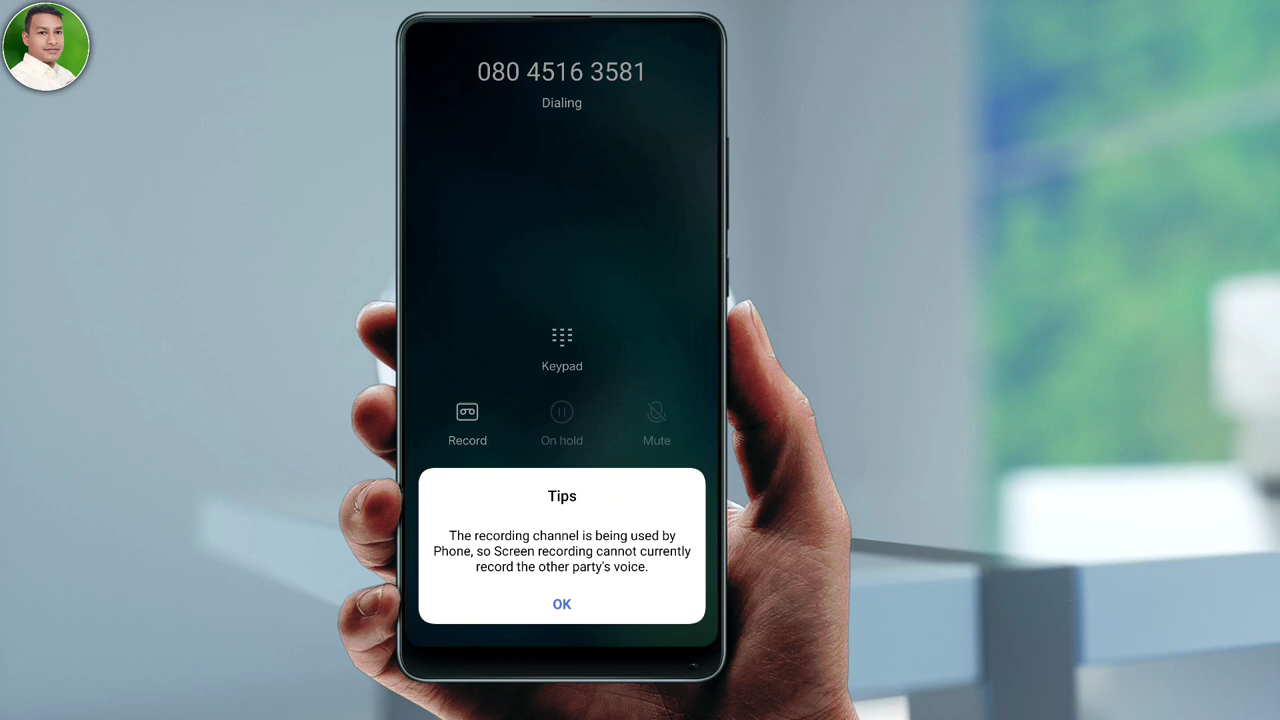 080 4516 3581
Dialing
Keypad
Record
On hold
Mute
Tips
The recording channel is being used by
Phone, so Screen recording cannot currently
record the other party's voice.
OK